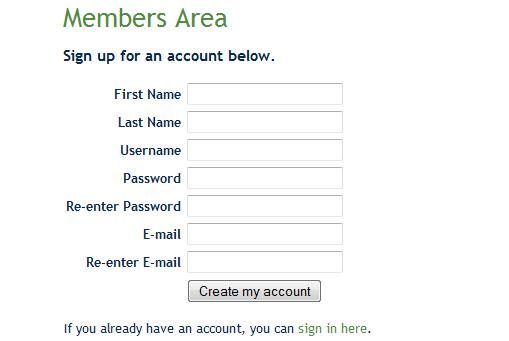 Members Area
Sign up for an account below.
First Name
Last Name
Username
Password
Re-enter Password
E-mail
Re-enter E-mail
Create my account
If you already have an account, you can sign in here.